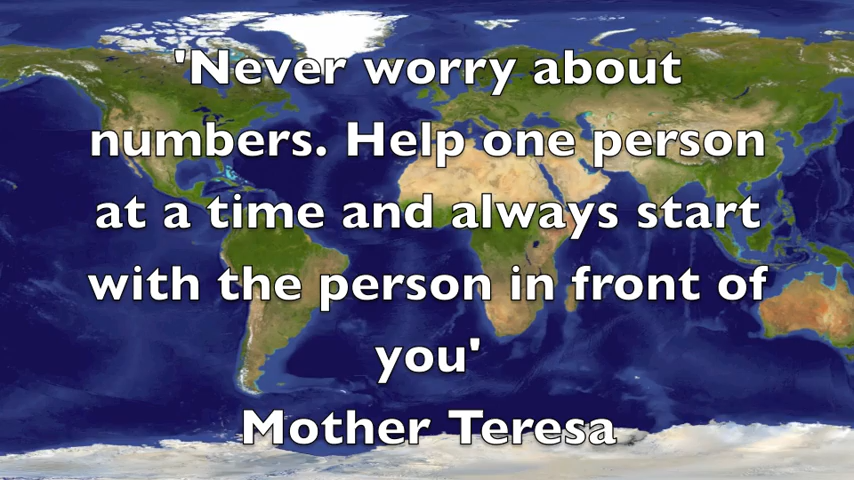 'Never worry about
numbers. Help one person
at a time and always start
with the person in front of
you'
Mother Teresa